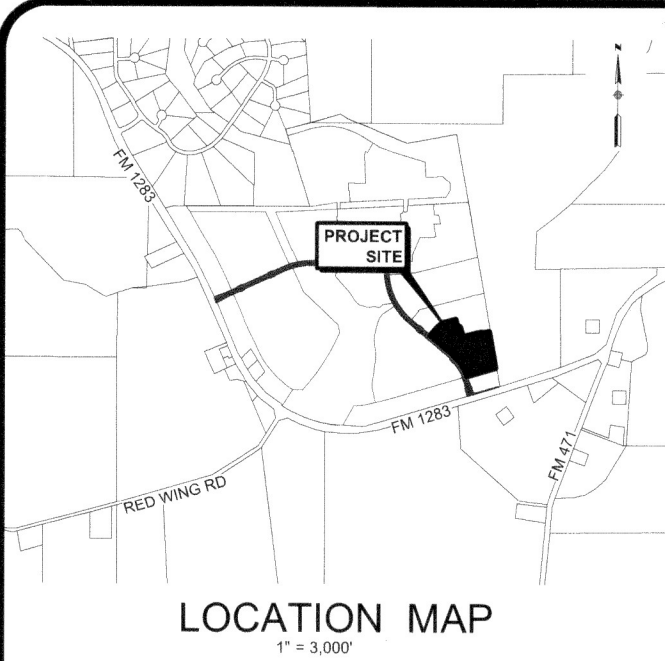 N
FM 1283
PROJECT
SITE
FM 1283
FM 471
RED WING RD
LOCATION MAP
1" = 3,000'